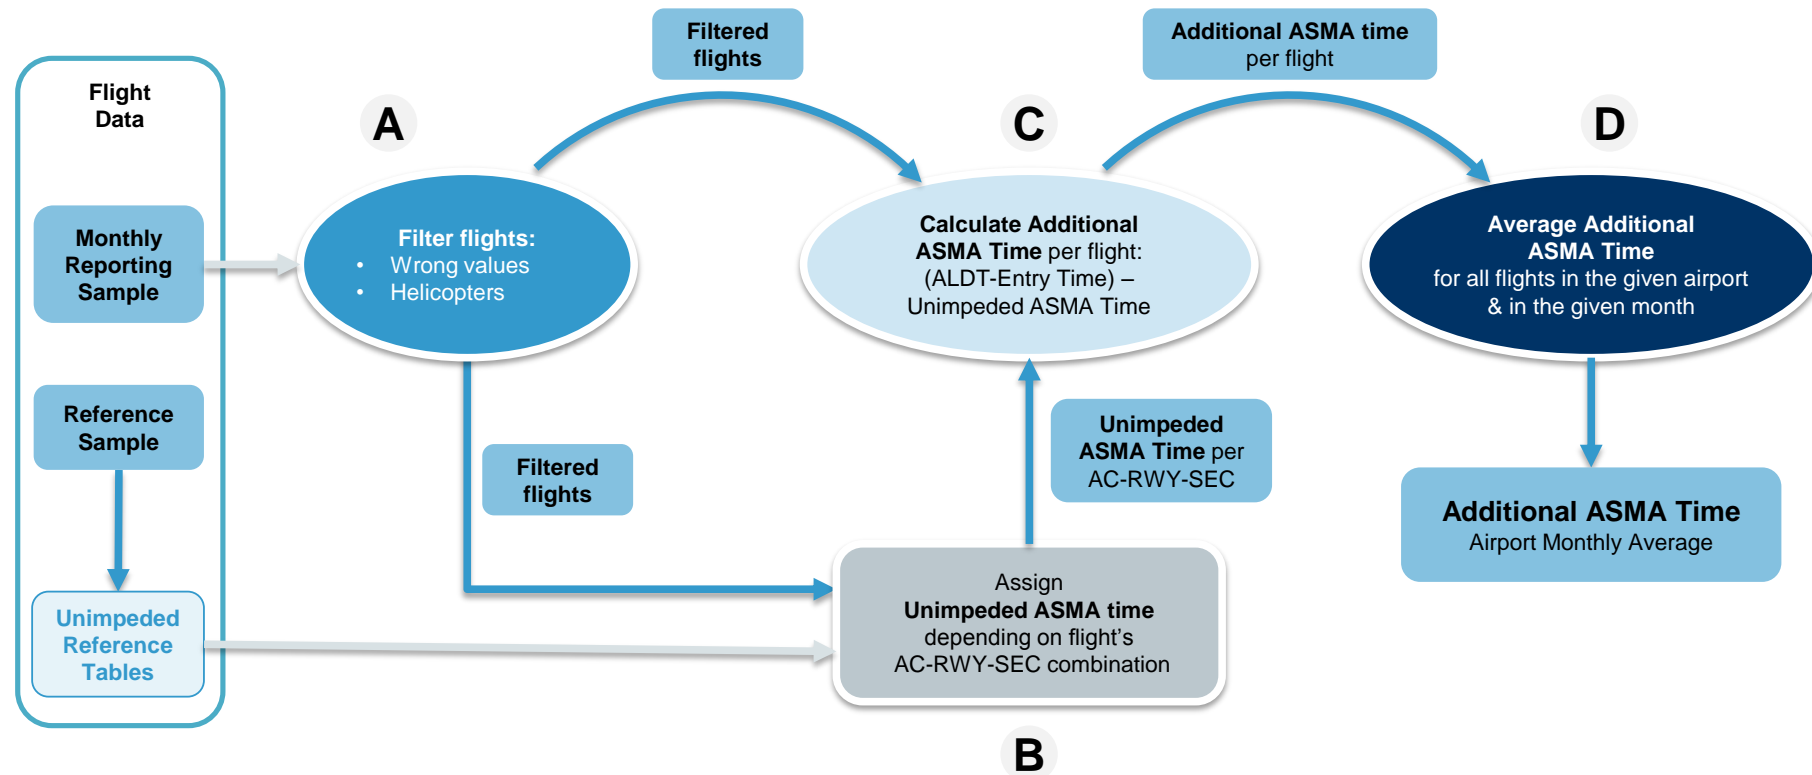 Flight
Data
Monthly
Reporting
Sample
Reference
Sample
Unimpeded
Reference
Tables
A
Filter flights:
• Wrong values
• Helicopters
Filtered
flights
Filtered
flights
C
Calculate Additional
ASMA Time per flight:
(ALDT-Entry Time) –
Unimpeded ASMA Time
Unimpeded
ASMA Time per
AC-RWY-SEC
Assign
Unimpeded ASMA time
depending on flight's
AC-RWY-SEC combination
B
Additional ASMA time
per flight
D
Average Additional
ASMA Time
for all flights in the given airport
& in the given month
Additional ASMA Time
Airport Monthly Average